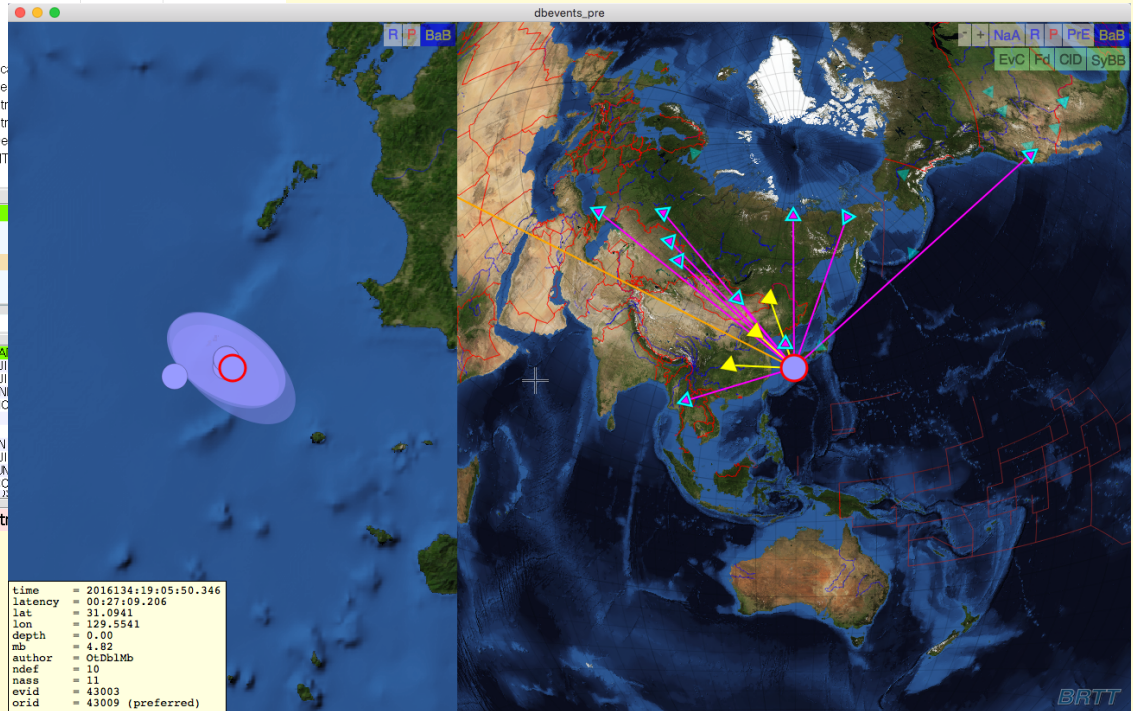 dbevents_pre
R P BaB
- + NaA R P PrE BaB
EvC Fd ClD SyBB
time = 2016134:19:05:50.346
latency = 00:27:09.206
lat = 31.0941
lon = 129.5541
depth = 0.00
mb = 4.82
author = OtDblMb
ndef = 10
nass = 11
evid = 43003
orid = 43009 (preferred)
BRTT